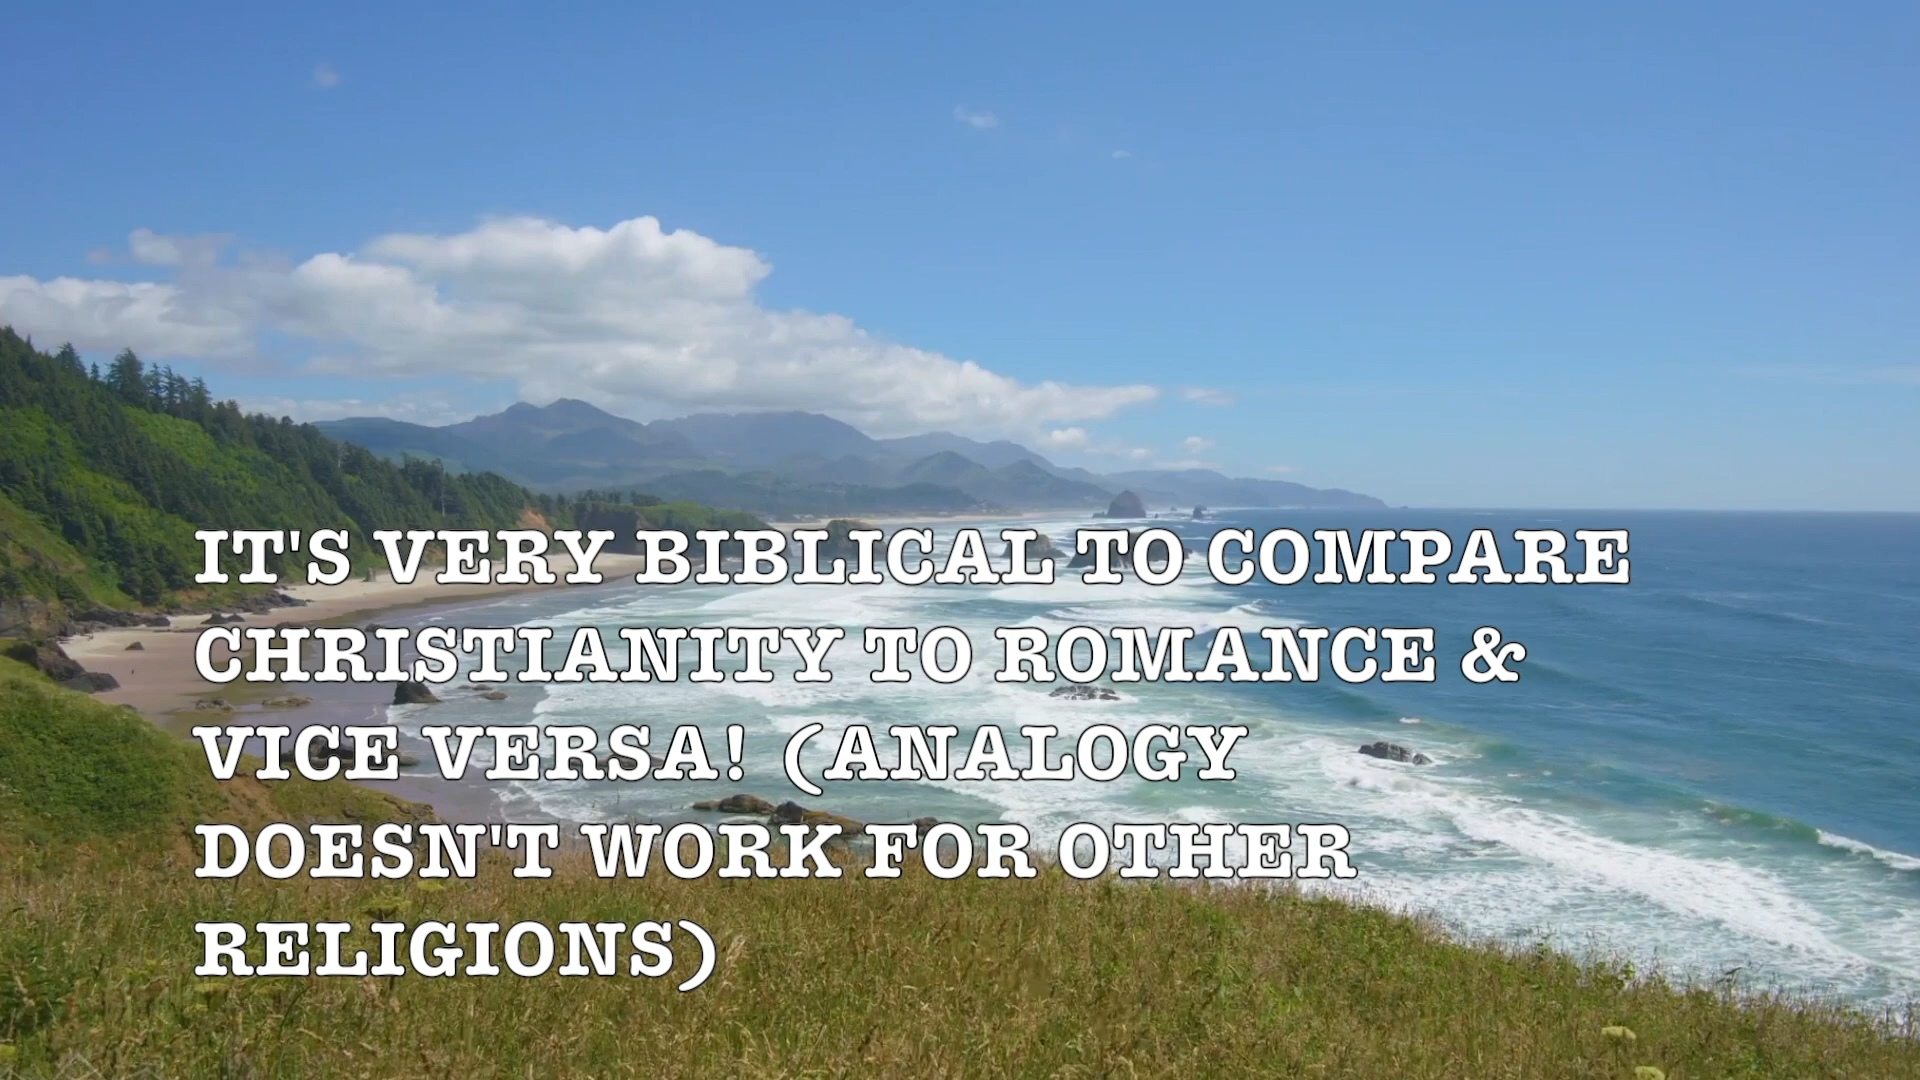 IT'S VERY BIBLICAL TO COMPARE
CHRISTIANITY TO ROMANCE &
VICE VERSA! (ANALOGY
DOESN'T WORK FOR OTHER
RELIGIONS)